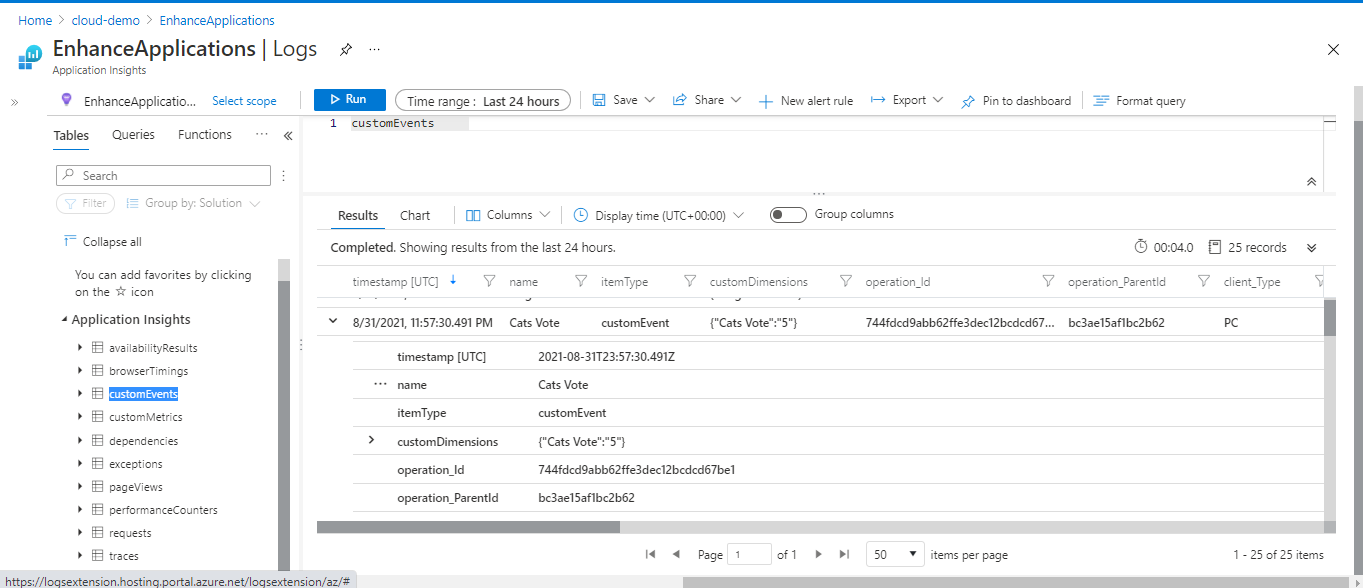 Home > cloud-demo > EnhanceApplications
EnhanceApplications | Logs ...
Application Insights
» EnhanceApplicatio... Select scope Run Time range : Last 24 hours Save Share New alert rule Export Pin to dashboard Format query
Tables Queries Functions ... «
1 customEvents
Search
Filter Group by: Solution
Results Chart Columns Display time (UTC+00:00) Group columns
Collapse all
Completed. Showing results from the last 24 hours. 00:04.0 25 records
You can add favorites by clicking
on the ☆ icon
timestamp [UTC] name itemType customDimensions operation_Id operation_ParentId client_Type
Application Insights
8/31/2021, 11:57:30.491 PM Cats Vote customEvent {"Cats Vote":"5"} 744fdcd9abb62ffe3dec12bcdcd67... bc3ae15af1bc2b62 PC
availabilityResults
browserTimings
customEvents
customMetrics
dependencies
exceptions
pageViews
performanceCounters
requests
traces
timestamp [UTC] 2021-08-31T23:57:30.491Z
... name Cats Vote
itemType customEvent
customDimensions {"Cats Vote":"5"}
operation_Id 744fdcd9abb62ffe3dec12bcdcd67be1
operation_ParentId bc3ae15af1bc2b62
Page 1 of 1 50 items per page 1 - 25 of 25 items
https://logsextension.hosting.portal.azure.net/logsextension/az/#